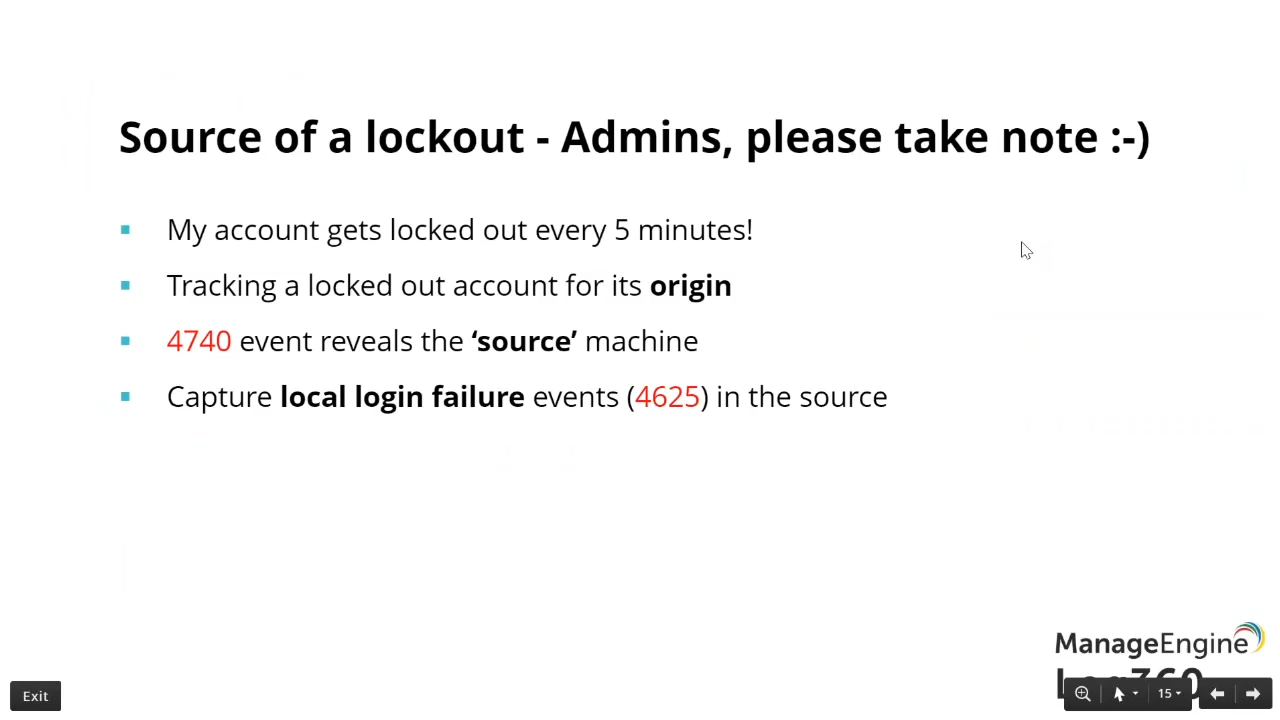 Source of a lockout - Admins, please take note :-)
My account gets locked out every 5 minutes!
Tracking a locked out account for its origin
4740 event reveals the ‘source’ machine
Capture local login failure events (4625) in the source
ManageEngine
Log360
Exit
15